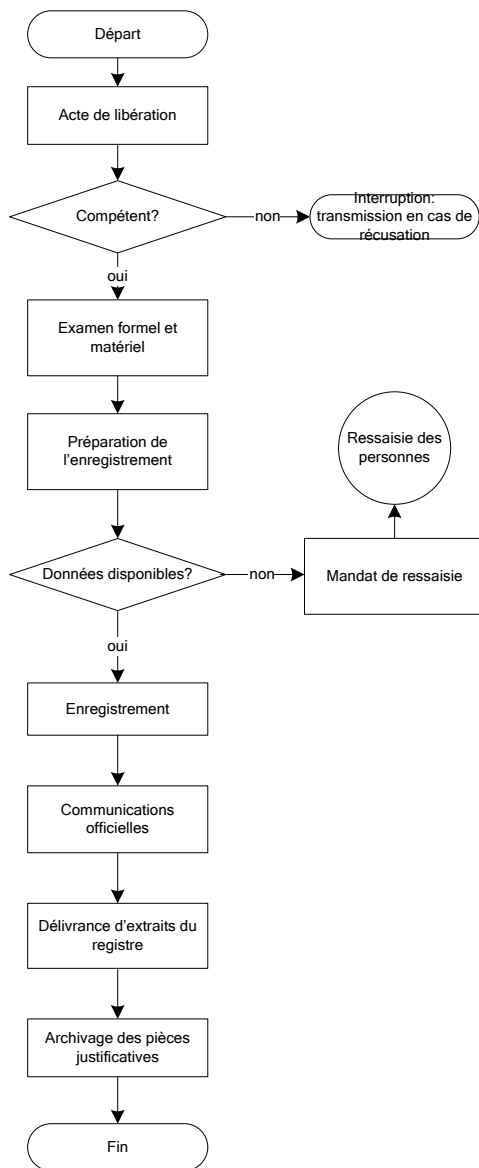 Départ
Acte de libération
Compétent?
non
Interruption:
transmission en cas de
récusation
oui
Examen formel et
matériel
Préparation de
l'enregistrement
Ressaisie des
personnes
Données disponibles?
non
Mandat de ressaisie
oui
Enregistrement
Communications
officielles
Délivrance d'extraits du
registre
Archivage des pièces
justificatives
Fin